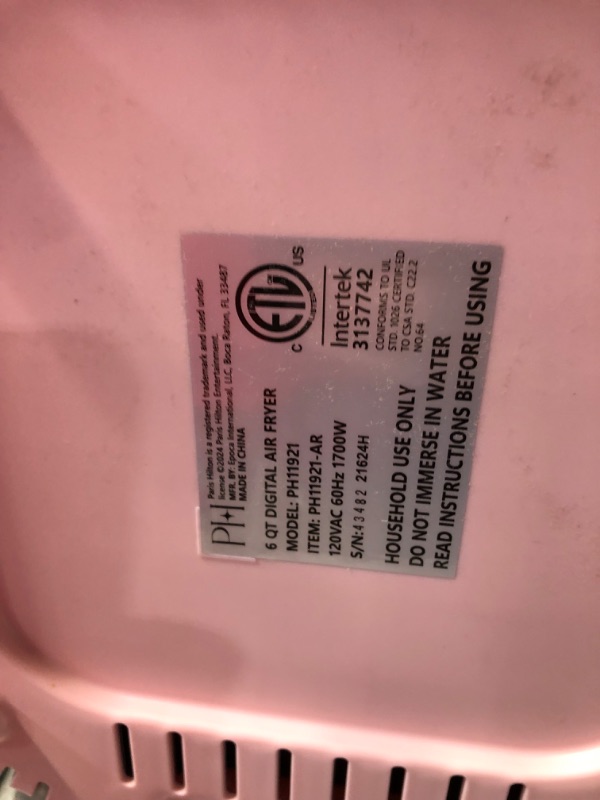 PH
Paris Hilton is a registered trademark and used under
license ©2024 Paris Hilton Entertainment.
MFR. BY: Epoca International, LLC, Boca Raton, FL 33487
MADE IN CHINA
6 QT DIGITAL AIR FRYER
MODEL: PH11921
ITEM: PH11921-AR
120VAC 60Hz 1700W
S/N:43482 21624H
C ETL US
Intertek
3137742
CONFORMS TO UL
STD. 1026 CERTIFIED
TO CSA STD. C22.2
NO.64
HOUSEHOLD USE ONLY
DO NOT IMMERSE IN WATER
READ INSTRUCTIONS BEFORE USING